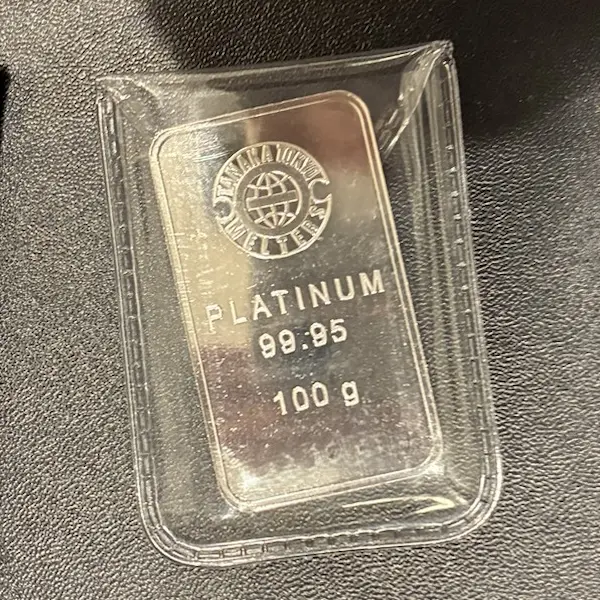 TANAKA TOKYO
MELTERS
PLATINUM
99.95
100 g